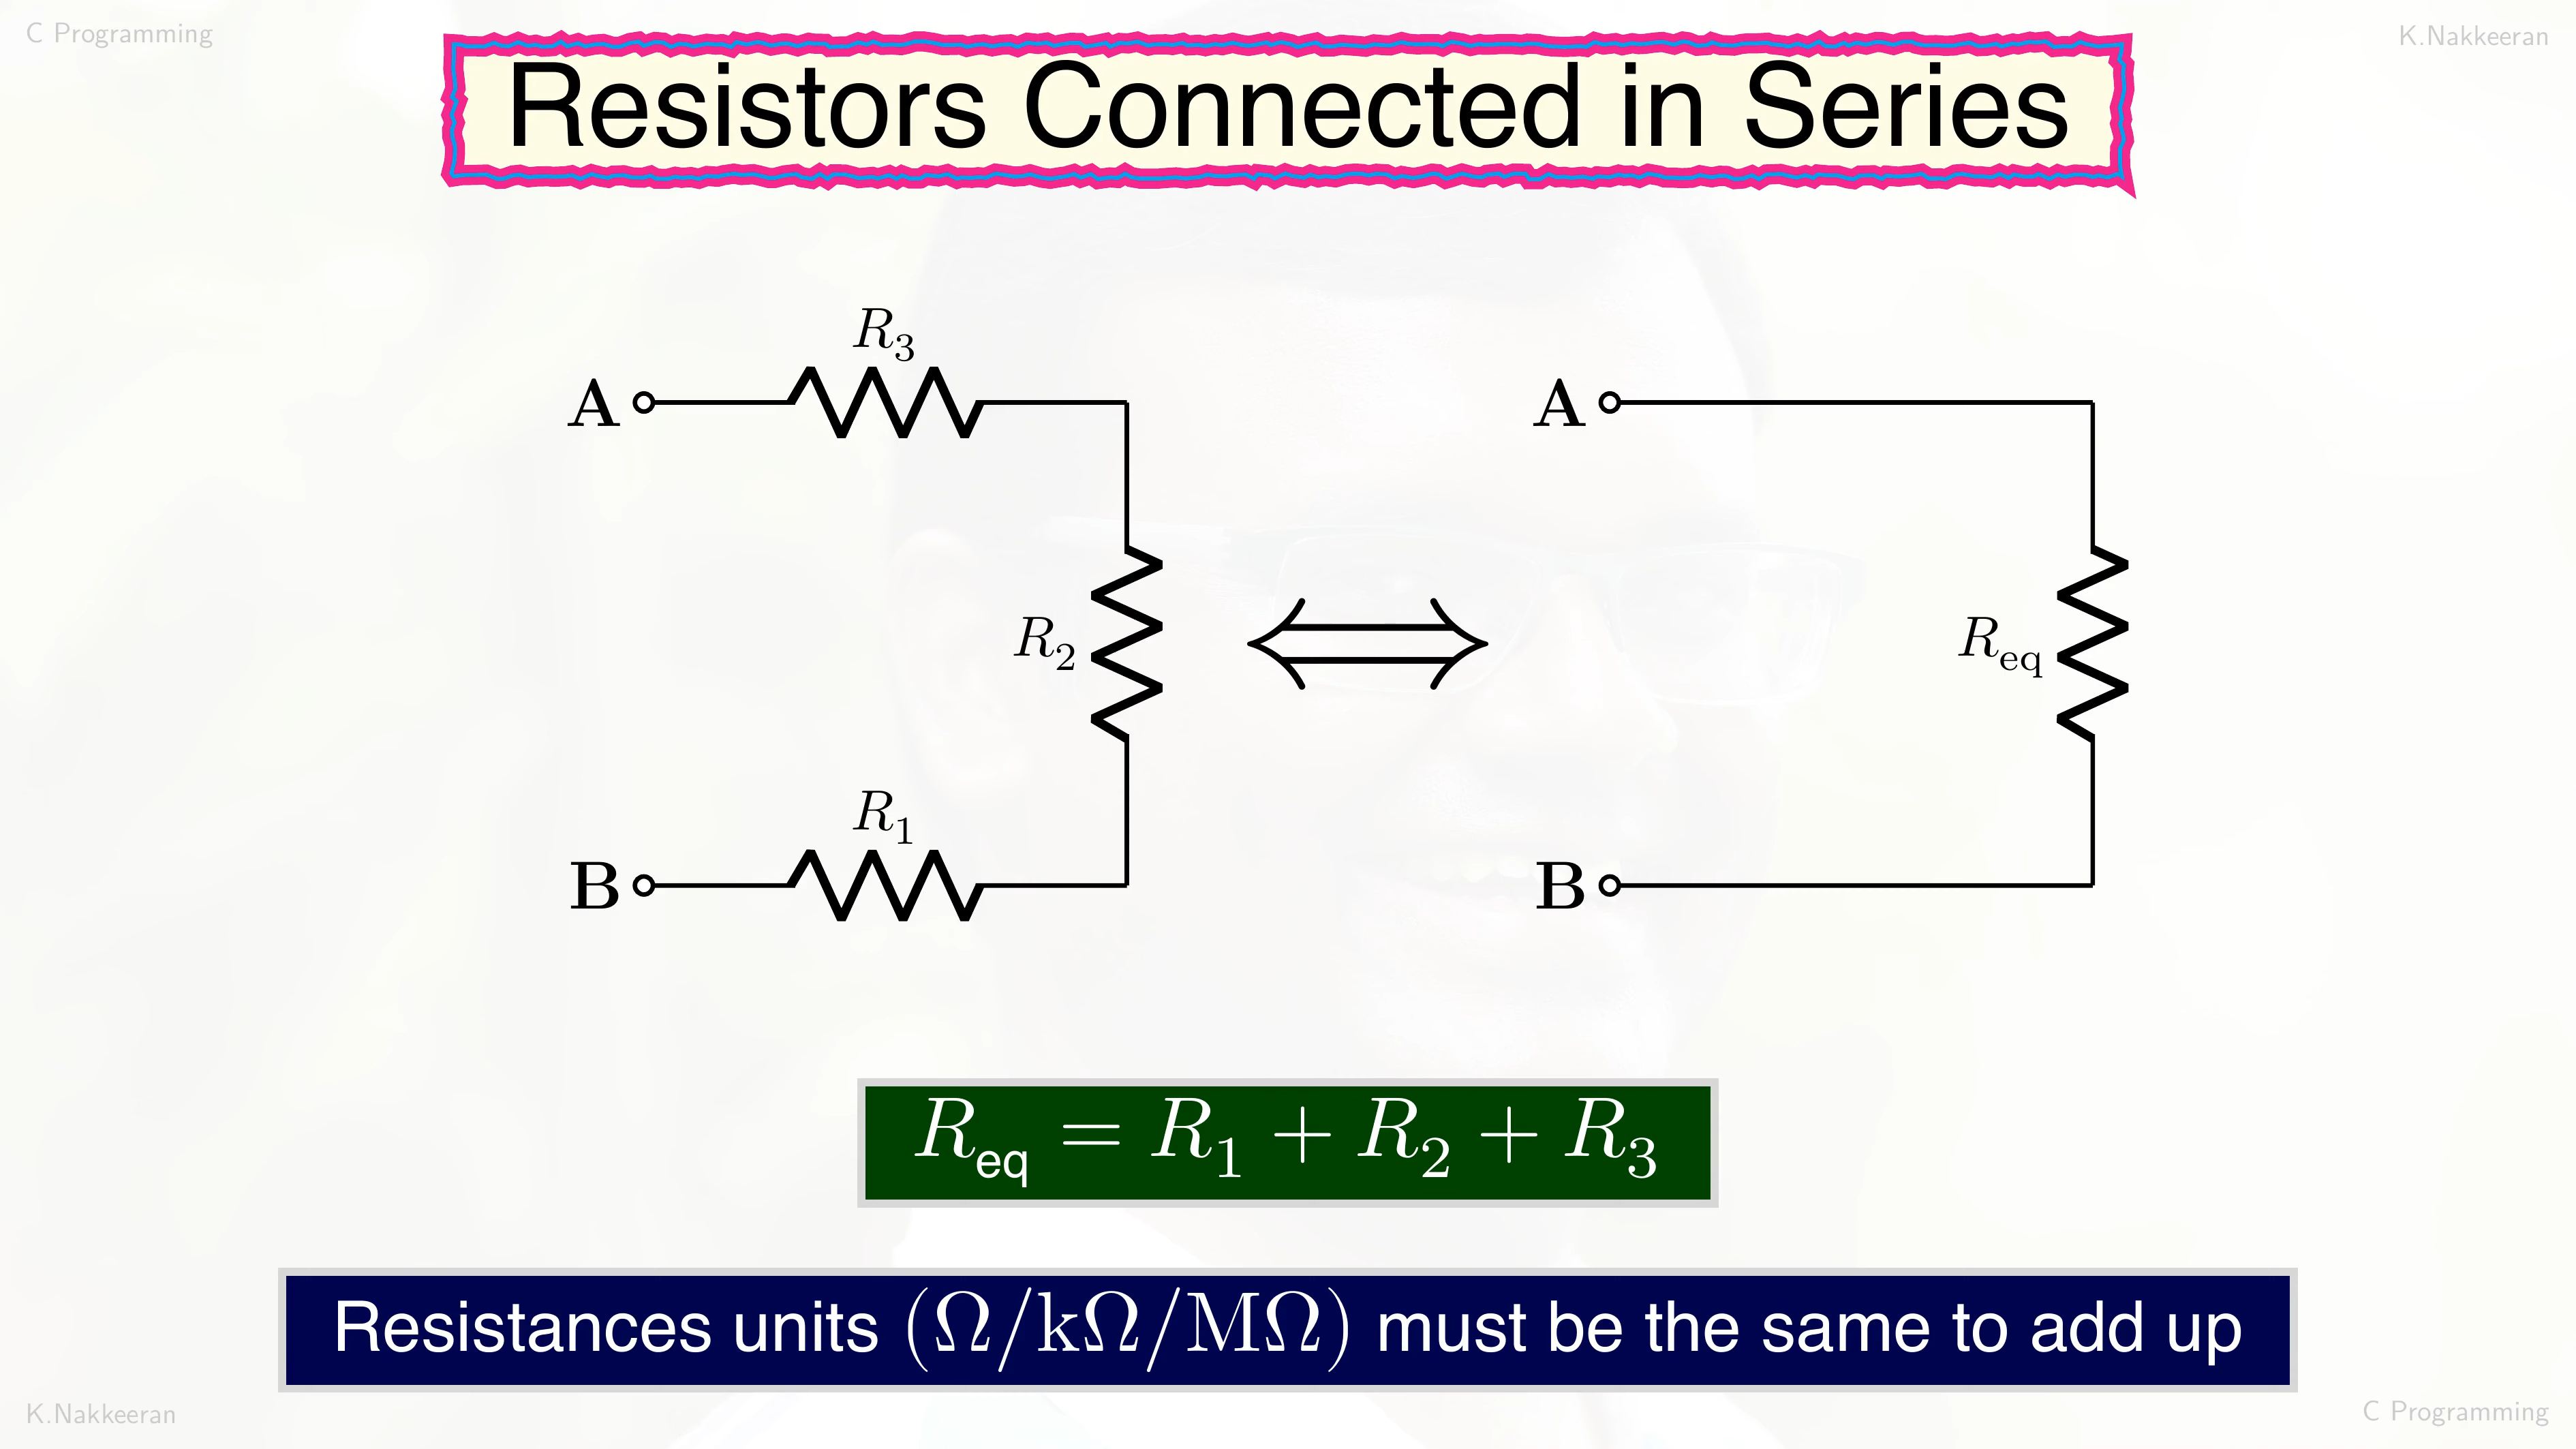 C Programming
K.Nakkeeran
Resistors Connected in Series
R₃
A
A
R₂
R_eq
R₁
B
B
R_eq = R₁ + R₂ + R₃
Resistances units (Ω/kΩ/MΩ) must be the same to add up
K.Nakkeeran
C Programming